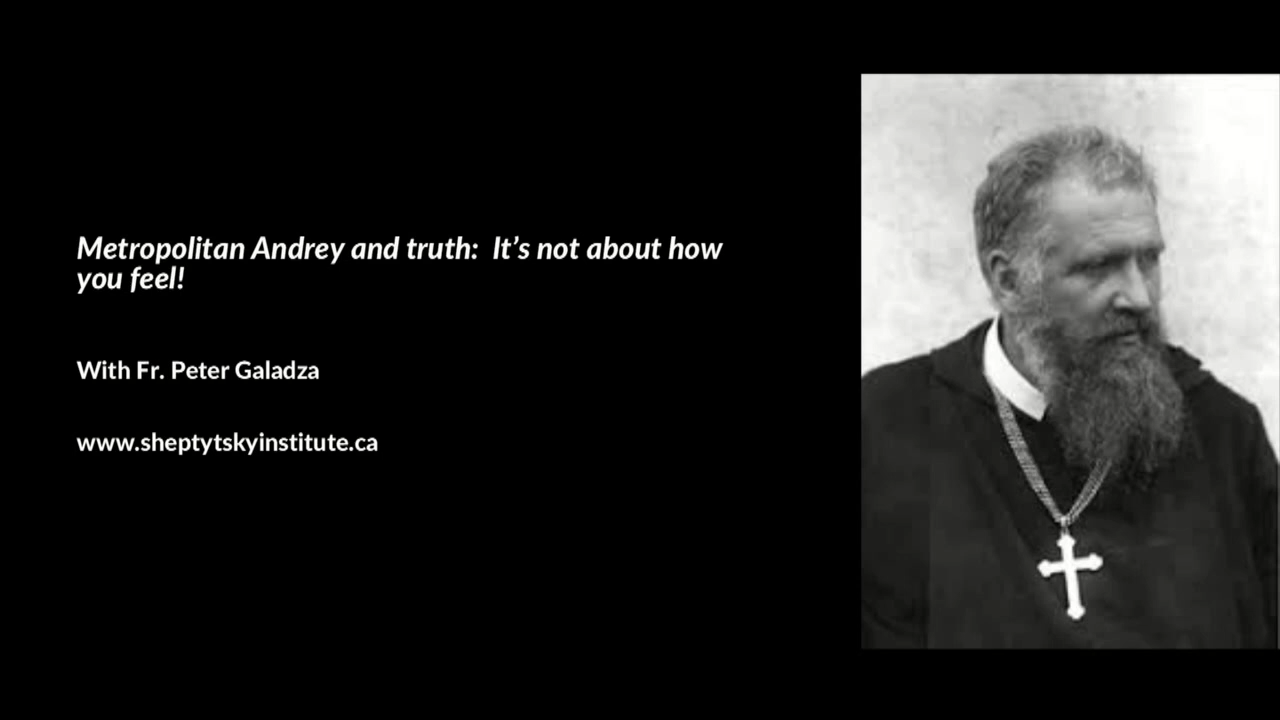 Metropolitan Andrey and truth:  It’s not about how
you feel!
With Fr. Peter Galadza
www.sheptytskyinstitute.ca